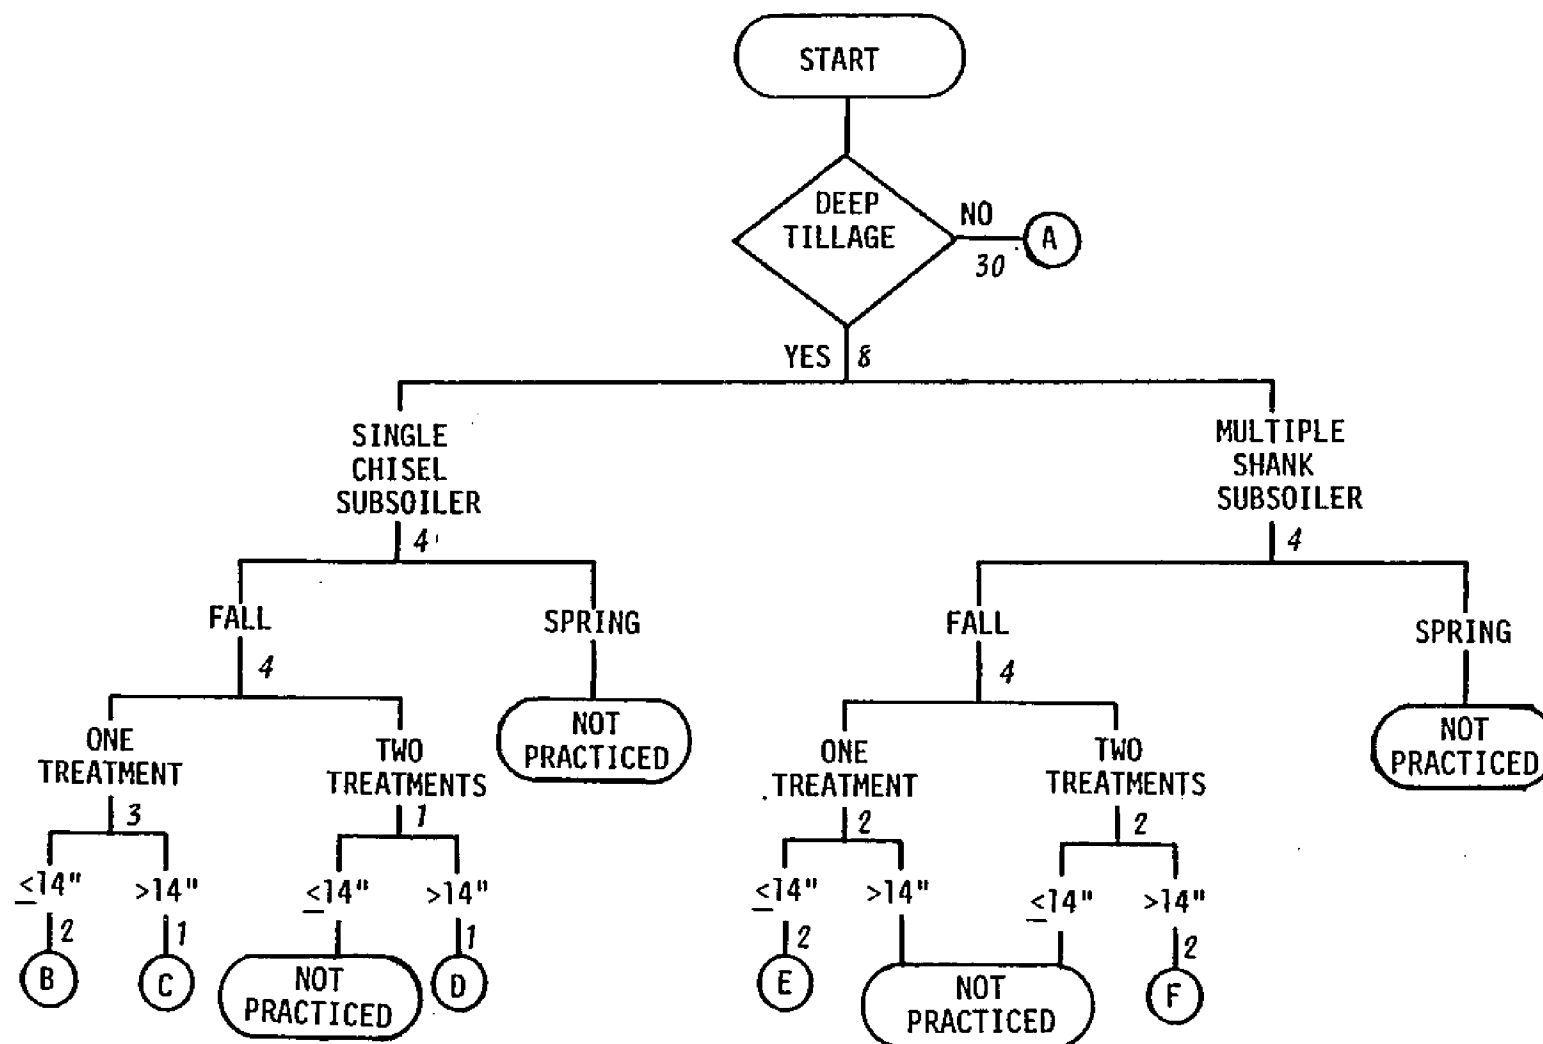 START
DEEP
TILLAGE
NO
30
A
YES 8
SINGLE
CHISEL
SUBSOILER
4
MULTIPLE
SHANK
SUBSOILER
4
FALL
4
SPRING
NOT
PRACTICED
FALL
4
SPRING
NOT
PRACTICED
ONE
TREATMENT
3
TWO
TREATMENTS
1
ONE
TREATMENT
2
TWO
TREATMENTS
2
≤14"
2
B
>14"
1
C
≤14"
NOT
PRACTICED
>14"
1
D
≤14"
2
E
>14"
≤14"
NOT
PRACTICED
>14"
2
F